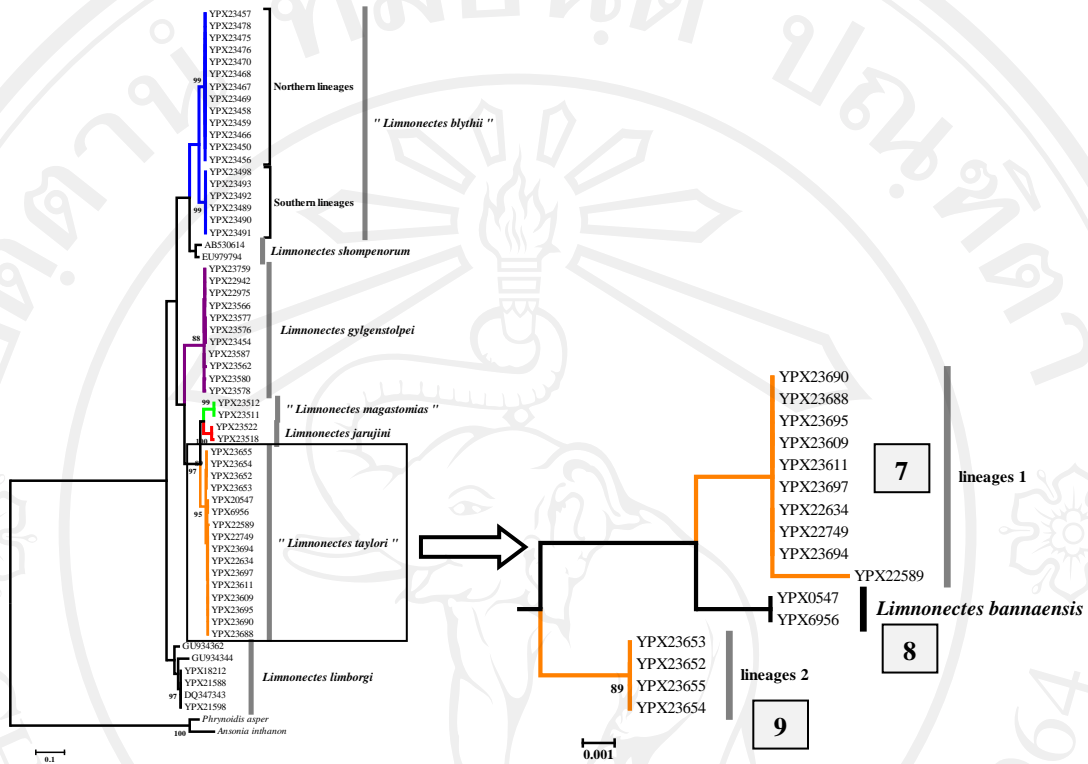 YPX23457
YPX23478
YPX23475
YPX23476
YPX23470
YPX23468
99
YPX23467
YPX23469
YPX23458
YPX23459
YPX23466
YPX23450
YPX23456
Northern lineages
YPX23498
YPX23493
YPX23492
YPX23489
99
YPX23490
YPX23491
Southern lineages
" Limnonectes blythii "
AB530614
EU979794
Limnonectes shompenorum
YPX23759
YPX22942
YPX22975
YPX23566
YPX23577
YPX23576
88
YPX23454
YPX23587
YPX23562
YPX23580
YPX23578
Limnonectes gylgenstolpei
99
YPX23512
YPX23511
" Limnonectes magastomias "
YPX23522
100
YPX23518
Limnonectes jarujini
97
YPX23655
YPX23654
YPX23652
YPX23653
YPX20547
95
YPX6956
YPX22589
YPX22749
YPX23694
YPX22634
YPX23697
YPX23611
YPX23609
YPX23695
YPX23690
YPX23688
" Limnonectes taylori "
GU934362
GU934344
YPX18212
YPX21588
97
DQ347343
YPX21598
Limnonectes limborgi
Phrynoidis asper
100
Ansonia inthanon
0.1
YPX23690
YPX23688
YPX23695
YPX23609
YPX23611
YPX23697
YPX22634
YPX22749
YPX23694
YPX22589
7
lineages 1
YPX0547
YPX6956
Limnonectes bannaensis
8
YPX23653
YPX23652
89
YPX23655
YPX23654
lineages 2
9
0.001